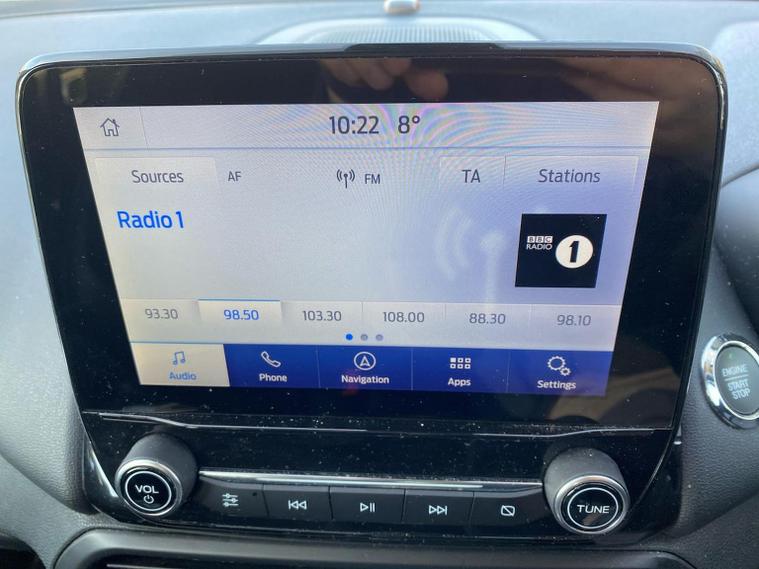 10:22 8°
Sources AF FM TA Stations
Radio 1
BBC
RADIO 1
93.30 98.50 103.30 108.00 88.30 98.10
Audio Phone Navigation Apps Settings
ENGINE
START
STOP
VOL
TUNE